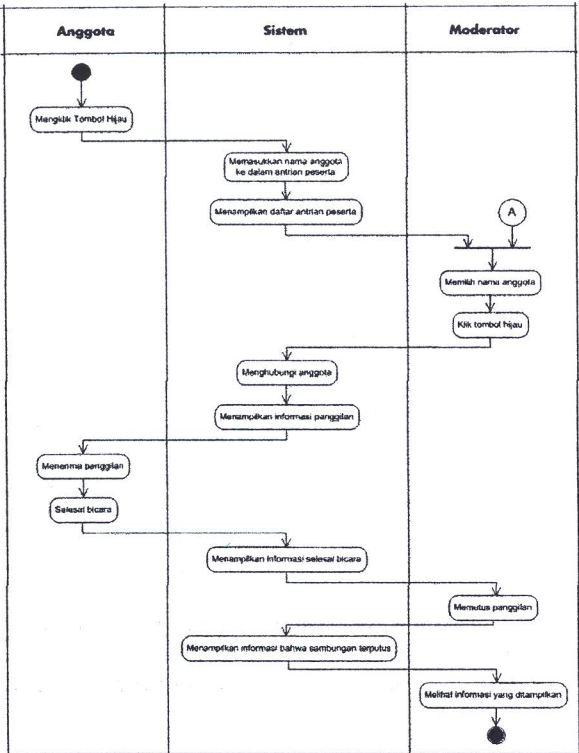 Anggota
Sistem
Moderator
Mengklik Tombol Hijau
Memasukkan nama anggota
ke dalam antrian peserta
Menampilkan daftar antrian peserta
A
Memilih nama anggota
Klik tombol hijau
Menghubungi anggota
Menampilkan informasi panggilan
Menerima panggilan
Selesai bicara
Menampilkan informasi selesai bicara
Memutus panggilan
Menampilkan informasi bahwa sambungan terputus
Melihat informasi yang ditampilkan